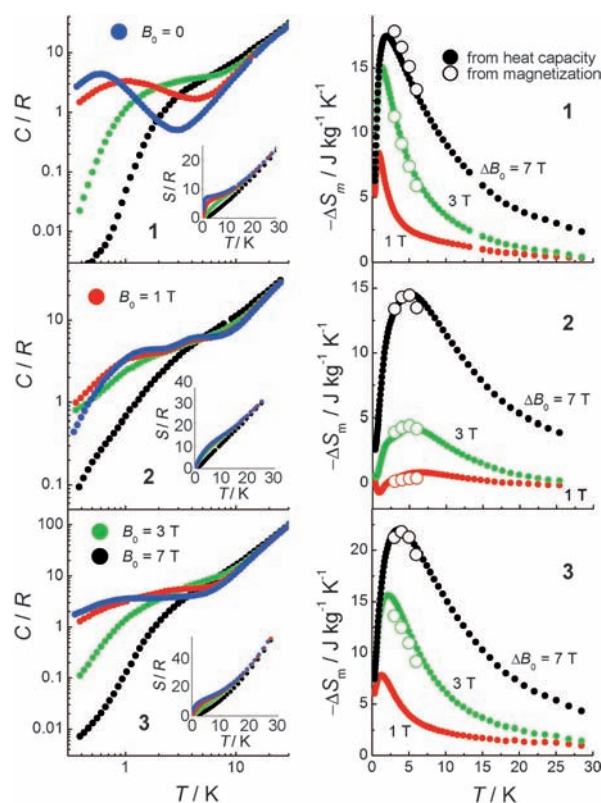 B₀ = 0
C / R
10
1
0.1
0.01
S / R
20
10
0
0 10 20 30
T / K
1
B₀ = 1 T
C / R
10
1
0.1
S / R
40
30
20
10
0
0 10 20 30
T / K
2
B₀ = 3 T
B₀ = 7 T
C / R
100
10
1
0.1
0.01
S / R
40
20
0
0 10 20 30
T / K
3
1 10
T / K
from heat capacity
from magnetization
−ΔSₘ / J kg⁻¹ K⁻¹
15
10
5
0
1
ΔB₀ = 7 T
3 T
1 T
−ΔSₘ / J kg⁻¹ K⁻¹
15
10
5
0
2
ΔB₀ = 7 T
3 T
1 T
−ΔSₘ / J kg⁻¹ K⁻¹
20
15
10
5
0
3
ΔB₀ = 7 T
3 T
1 T
0 5 10 15 20 25
T / K